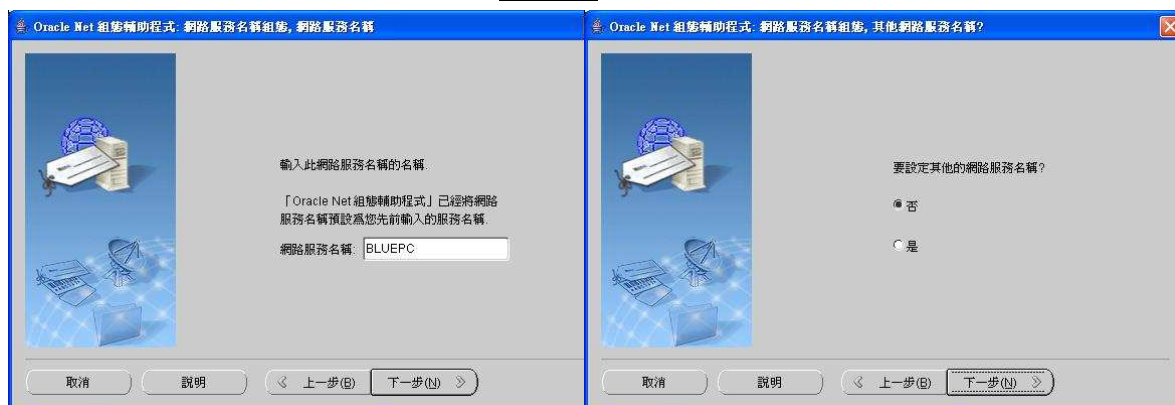 Oracle Net 組態輔助程式: 網路服務名稱組態, 網路服務名稱
輸入此網路服務名稱的名稱.
「Oracle Net 組態輔助程式」已經將網路
服務名稱預設為您先前輸入的服務名稱.
網路服務名稱: BLUEPC
取消
說明
上一步(B)
下一步(N)
Oracle Net 組態輔助程式: 網路服務名稱組態, 其他網路服務名稱?
要設定其他的網路服務名稱?
否
是
取消
說明
上一步(B)
下一步(N)